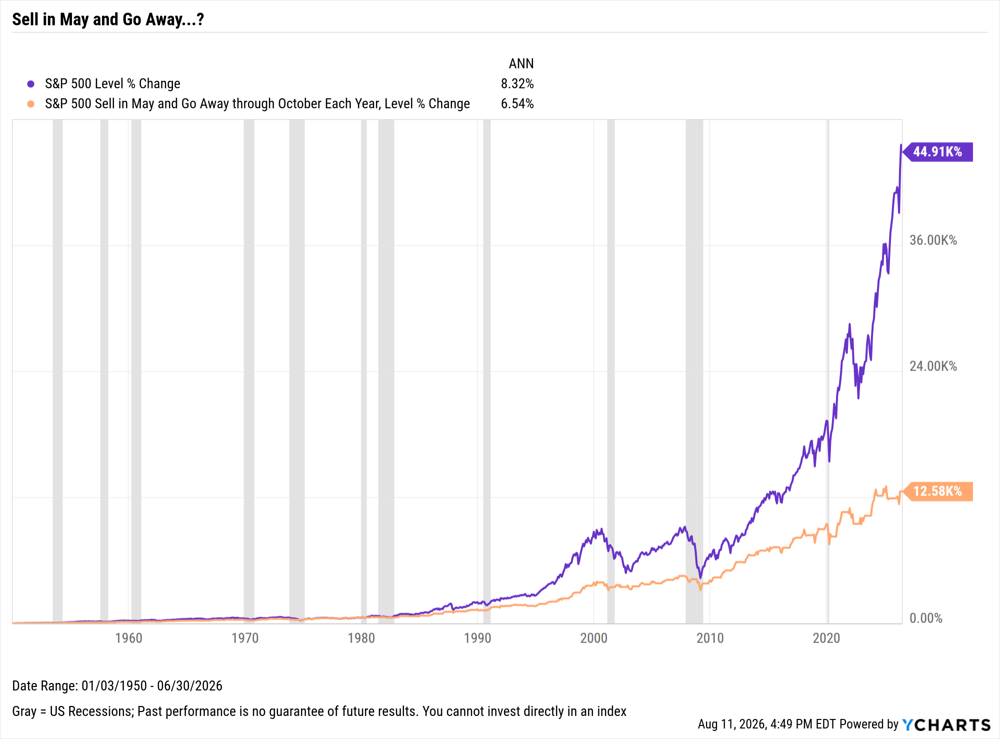 Sell in May and Go Away...?
ANN
S&P 500 Level % Change 8.32%
S&P 500 Sell in May and Go Away through October Each Year, Level % Change 6.54%
44.91K%
36.00K%
24.00K%
12.58K%
0.00%
1960 1970 1980 1990 2000 2010 2020
Date Range: 01/03/1950 - 06/30/2026
Gray = US Recessions; Past performance is no guarantee of future results. You cannot invest directly in an index
Aug 11, 2026, 4:49 PM EDT Powered by YCHARTS